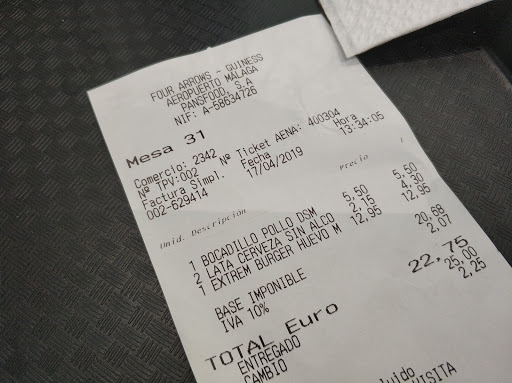 FOUR ARROWS - GUINESS
AEROPUERTO MALAGA
PANSFOOD, S.A
NIF: A-58634726
Mesa 31
Comercio: 2342
Nº TPV:002 Nº Ticket AENA: 400304
Factura Simpl. Fecha Hora
002-629414 17/04/2019 13:34:05
Unid. Descripción Precio
1 BOCADILLO POLLO DSM 5,50 5,50
2 LATA CERVEZA SIN ALCO 2,15 4,30
1 EXTREM BURGER HUEVO M 12,95 12,95
BASE IMPONIBLE 20,68
IVA 10% 2,07
TOTAL Euro 22,75
ENTREGADO 25,00
CAMBIO 2,25